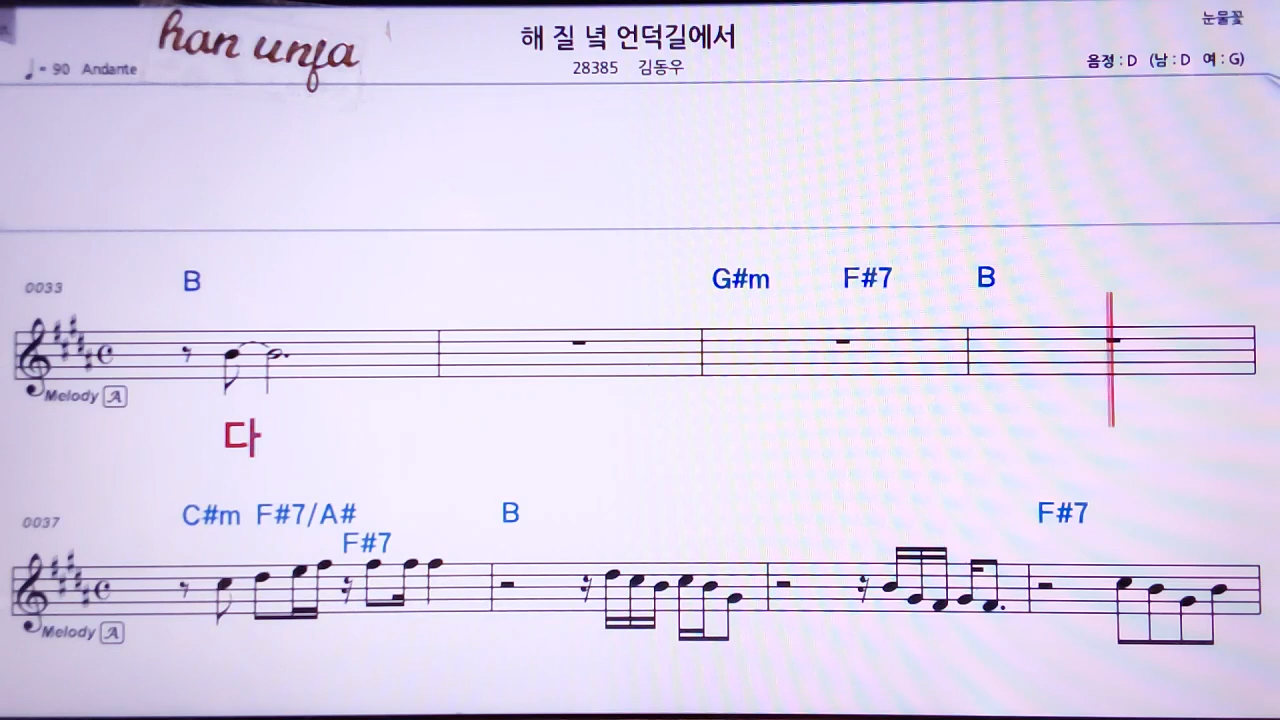 han unfa
해 질 녘 언덕길에서
눈물꽃
♩= 90 Andante
28385 김동우
음정 : D (남 : D 여 : G)
B G#m F#7 B
0033
Melody A
다
C#m F#7/A# B F#7
F#7
0037
Melody A